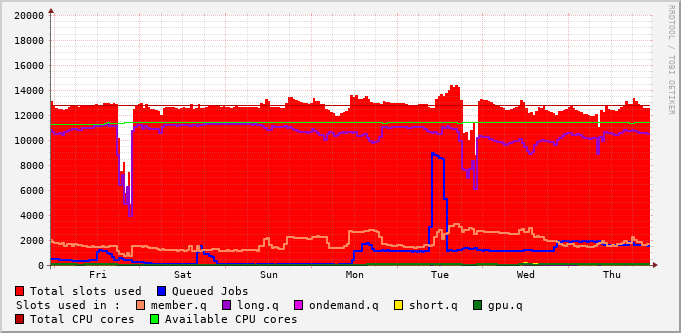 RRDTOOL / TOBI OETIKER
20000
18000
16000
14000
12000
10000
8000
6000
4000
2000
0
Fri Sat Sun Mon Tue Wed Thu
Total slots used Queued Jobs
Slots used in : member.q long.q ondemand.q short.q gpu.q
Total CPU cores Available CPU cores